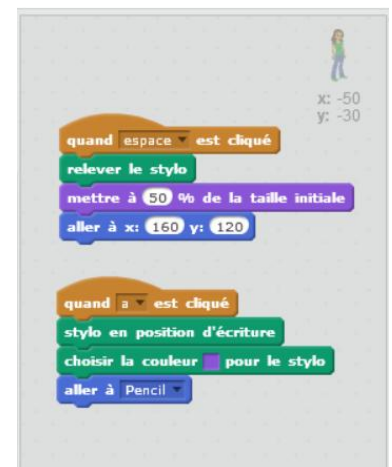 x: -50
y: -30
quand espace est cliqué
relever le stylo
mettre à 50 % de la taille initiale
aller à x: 160 y: 120
quand a est cliqué
stylo en position d'écriture
choisir la couleur pour le stylo
aller à Pencil